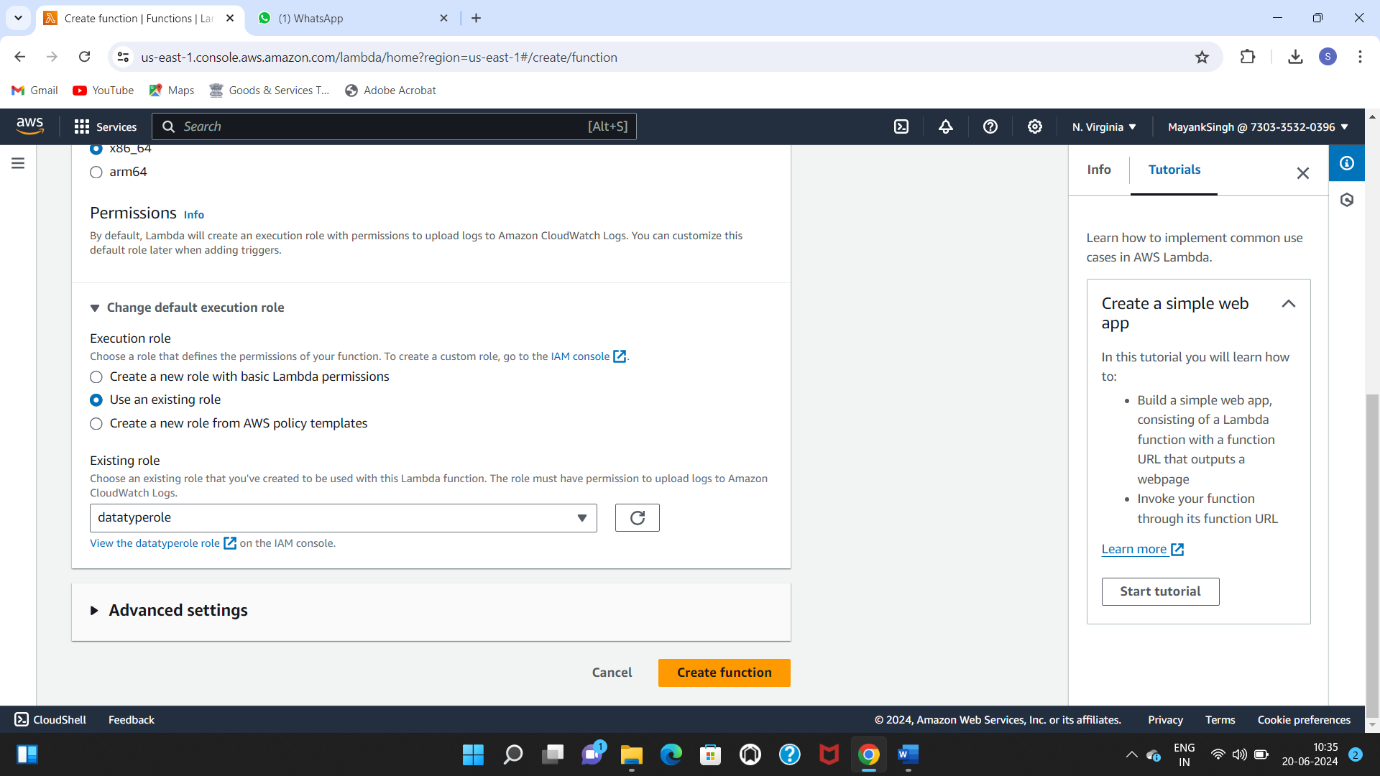 Create function | Functions | La
(1) WhatsApp
us-east-1.console.aws.amazon.com/lambda/home?region=us-east-1#/create/function
S
Gmail
YouTube
Maps
Goods & Services T...
Adobe Acrobat
aws
Services
Search
[Alt+S]
N. Virginia
MayankSingh @ 7303-3532-0396
x86_64
arm64
Permissions Info
By default, Lambda will create an execution role with permissions to upload logs to Amazon CloudWatch Logs. You can customize this
default role later when adding triggers.
Change default execution role
Execution role
Choose a role that defines the permissions of your function. To create a custom role, go to the IAM console.
Create a new role with basic Lambda permissions
Use an existing role
Create a new role from AWS policy templates
Existing role
Choose an existing role that you've created to be used with this Lambda function. The role must have permission to upload logs to Amazon
CloudWatch Logs.
datatyperole
View the datatyperole role on the IAM console.
Advanced settings
Cancel
Create function
Info
Tutorials
Learn how to implement common use
cases in AWS Lambda.
Create a simple web
app
In this tutorial you will learn how
to:
• Build a simple web app,
consisting of a Lambda
function with a function
URL that outputs a
webpage
• Invoke your function
through its function URL
Learn more
Start tutorial
CloudShell
Feedback
© 2024, Amazon Web Services, Inc. or its affiliates.
Privacy
Terms
Cookie preferences
1
W
ENG
IN
10:35
20-06-2024
2